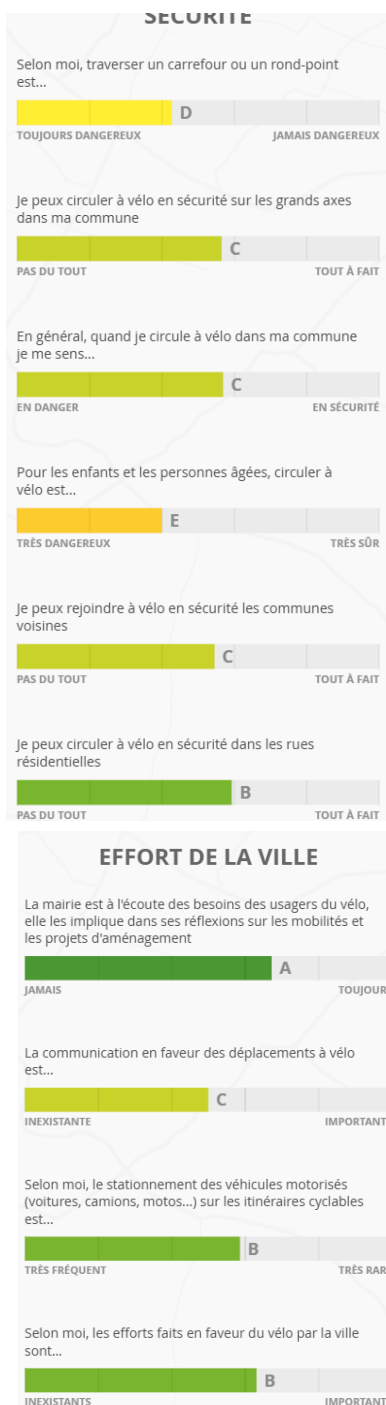 SÉCURITÉ
Selon moi, traverser un carrefour ou un rond-point
est...
D
TOUJOURS DANGEREUX JAMAIS DANGEREUX
Je peux circuler à vélo en sécurité sur les grands axes
dans ma commune
C
PAS DU TOUT TOUT À FAIT
En général, quand je circule à vélo dans ma commune
je me sens...
C
EN DANGER EN SÉCURITÉ
Pour les enfants et les personnes âgées, circuler à
vélo est...
E
TRÈS DANGEREUX TRÈS SÛR
Je peux rejoindre à vélo en sécurité les communes
voisines
C
PAS DU TOUT TOUT À FAIT
Je peux circuler à vélo en sécurité dans les rues
résidentielles
B
PAS DU TOUT TOUT À FAIT
EFFORT DE LA VILLE
La mairie est à l'écoute des besoins des usagers du vélo,
elle les implique dans ses réflexions sur les mobilités et
les projets d'aménagement
A
JAMAIS TOUJOUR
La communication en faveur des déplacements à vélo
est...
C
INEXISTANTE IMPORTANT
Selon moi, le stationnement des véhicules motorisés
(voitures, camions, motos...) sur les itinéraires cyclables
est...
B
TRÈS FRÉQUENT TRÈS RAR
Selon moi, les efforts faits en faveur du vélo par la ville
sont...
B
INEXISTANTS IMPORTANT